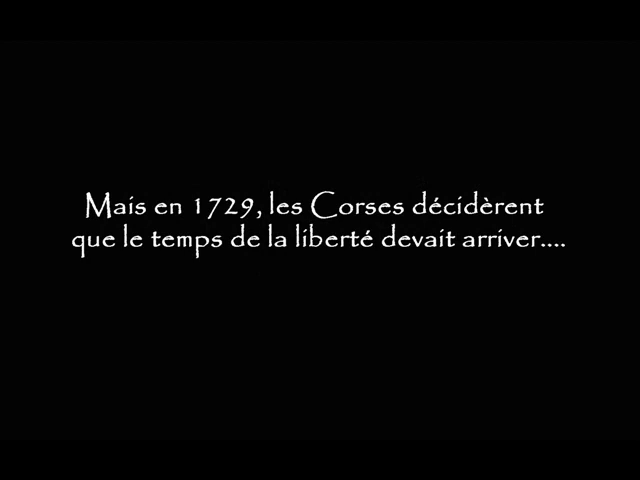 Mais en 1729, les Corses décidèrent
que le temps de la liberté devait arriver....